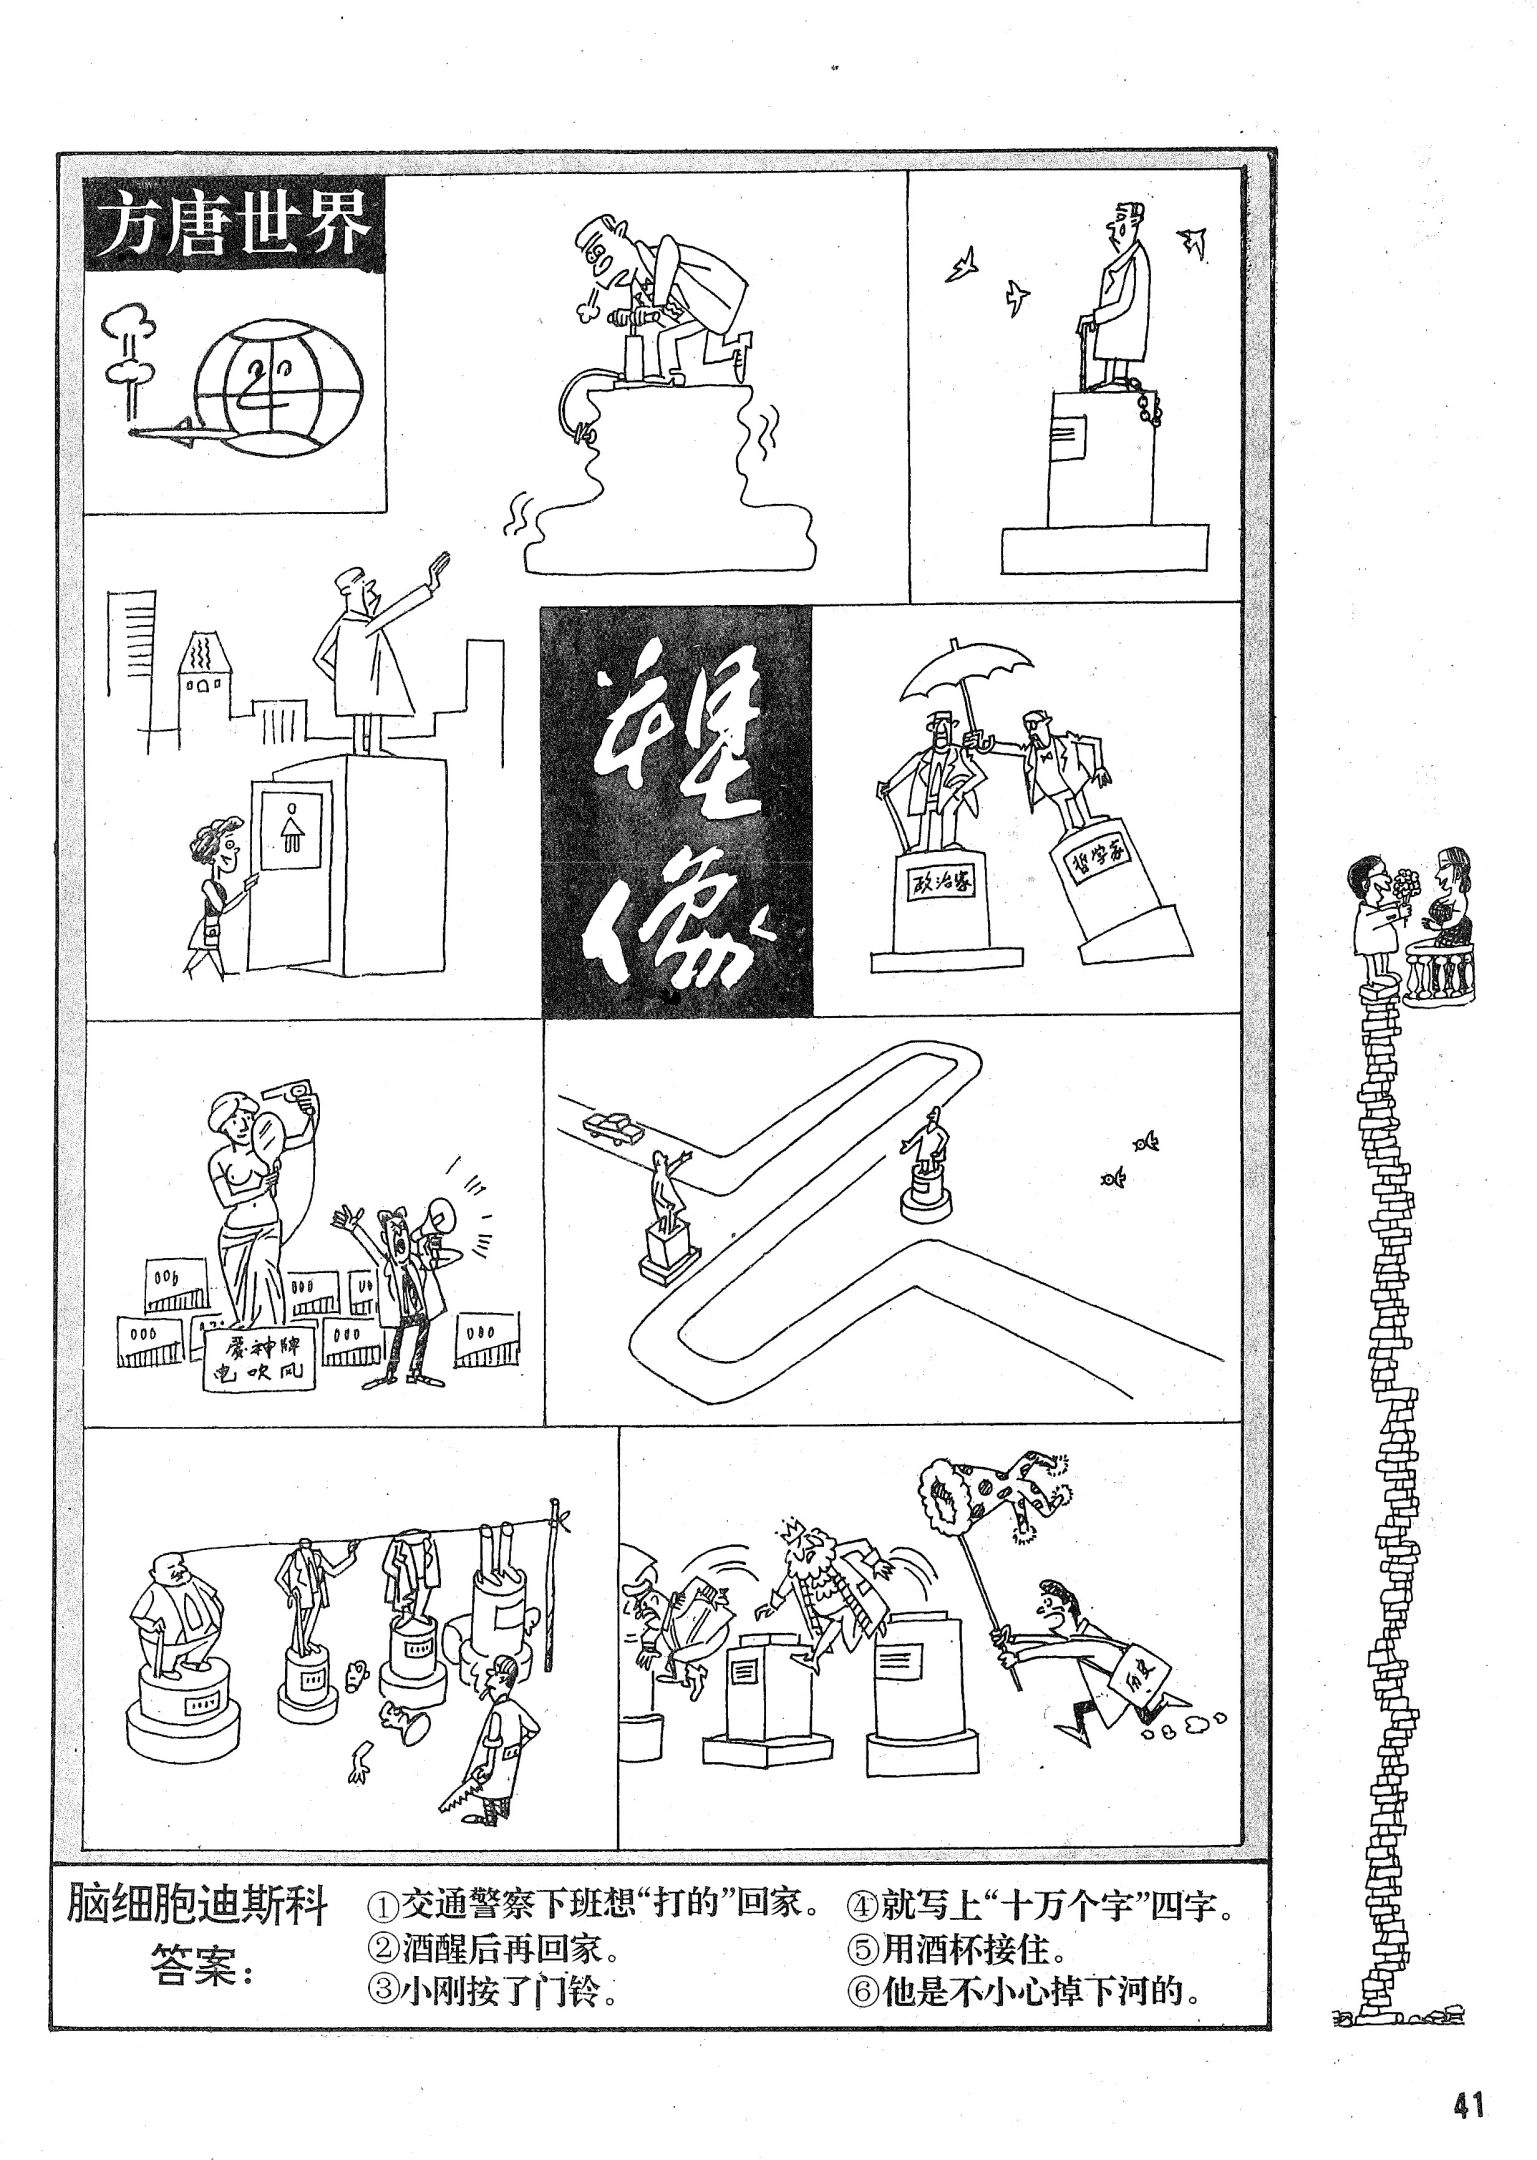 方唐世界
塑
像
政治家
哲学家
爱神牌
电吹风
历史
脑细胞迪斯科
答案：
①交通警察下班想“打的”回家。
②酒醒后再回家。
③小刚按了门铃。
④就写上“十万个字”四字。
⑤用酒杯接住。
⑥他是不小心掉下河的。
41